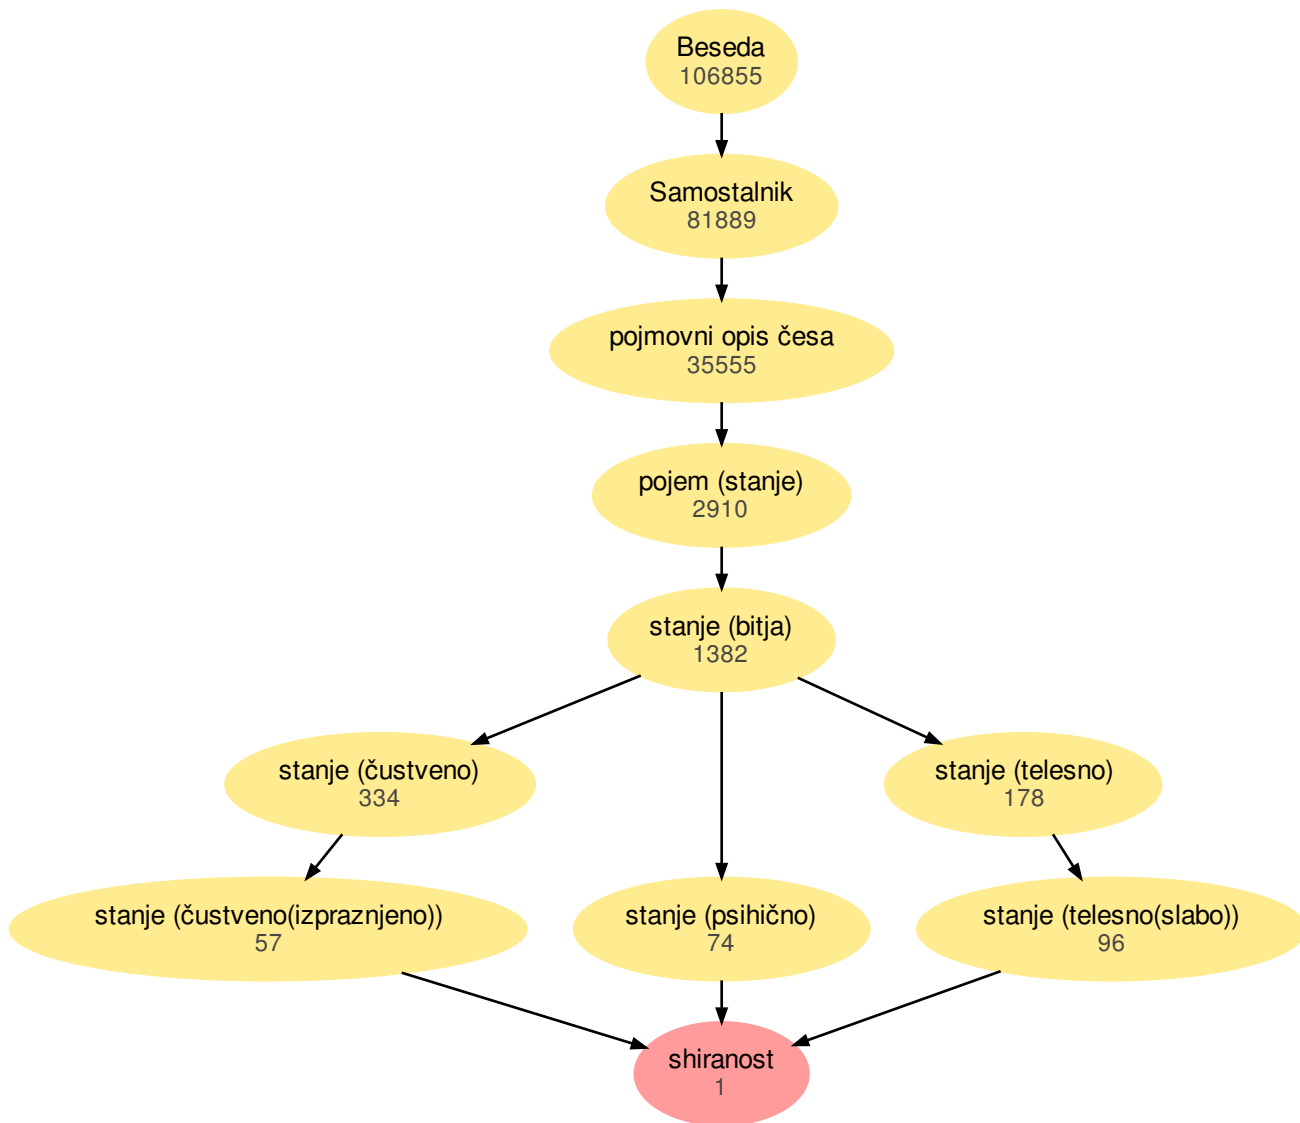 Beseda
106855
Samostalnik
81889
pojmovni opis česa
35555
pojem (stanje)
2910
stanje (bitja)
1382
stanje (čustveno)
334
stanje (telesno)
178
stanje (čustveno(izpraznjeno))
57
stanje (psihično)
74
stanje (telesno(slabo))
96
shiranost
1